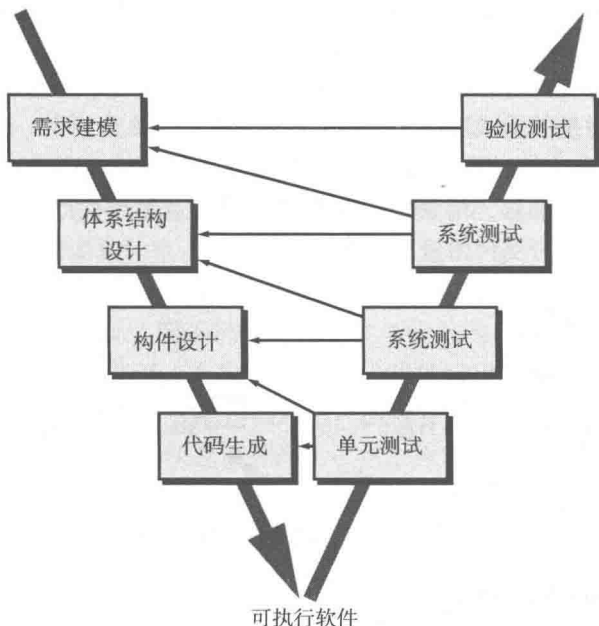 需求建模
验收测试
体系结构
设计
系统测试
构件设计
系统测试
代码生成
单元测试
可执行软件